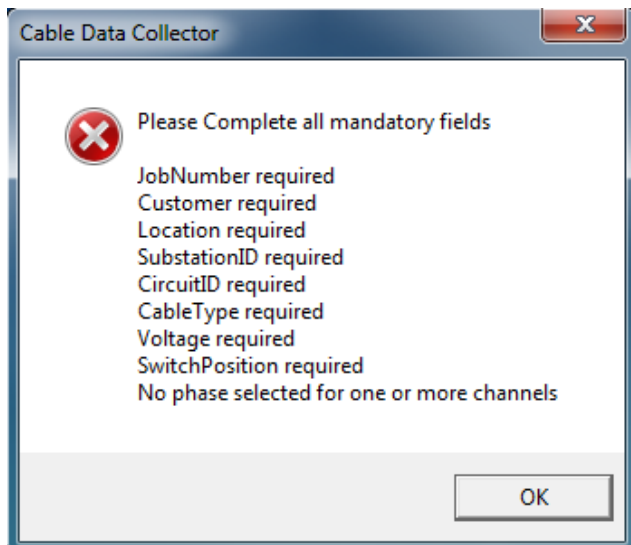 Cable Data Collector
Please Complete all mandatory fields
JobNumber required
Customer required
Location required
SubstationID required
CircuitID required
CableType required
Voltage required
SwitchPosition required
No phase selected for one or more channels
OK